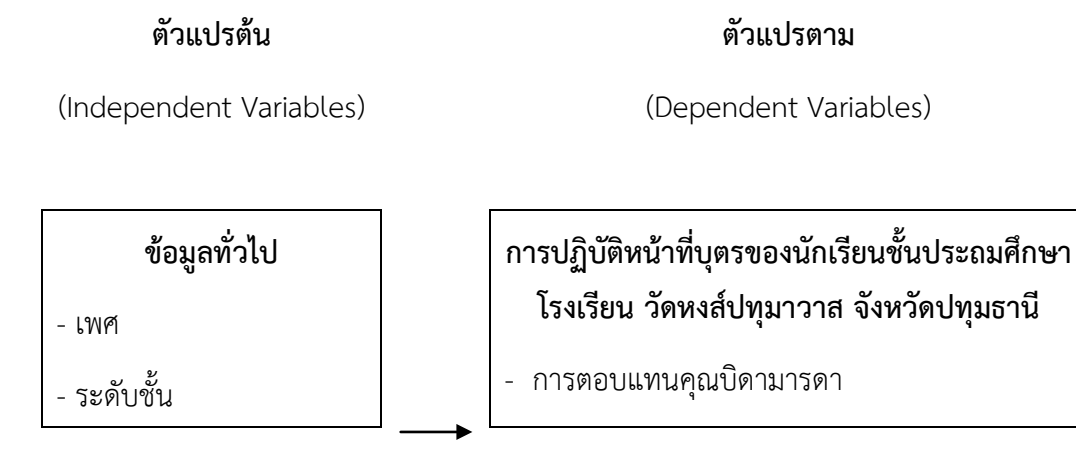 ตัวแปรต้น
(Independent Variables)
ข้อมูลทั่วไป
- เพศ
- ระดับชั้น
ตัวแปรตาม
(Dependent Variables)
การปฏิบัติหน้าที่บุตรของนักเรียนชั้นประถมศึกษา
โรงเรียน วัดหงส์ปทุมาวาส จังหวัดปทุมธานี
- การตอบแทนคุณบิดามารดา